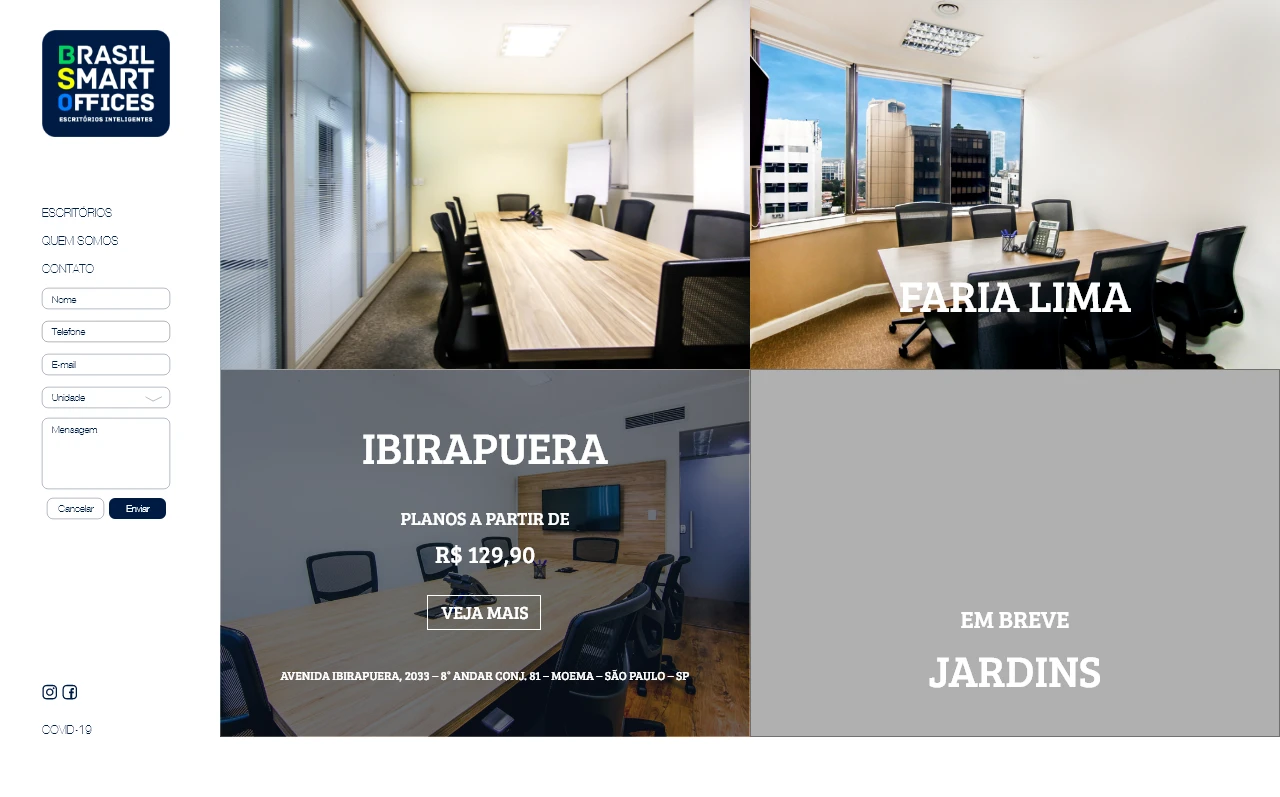 BRASIL
SMART
OFFICES
ESCRITÓRIOS INTELIGENTES
ESCRITÓRIOS
QUEM SOMOS
CONTATO
Nome
Telefone
E-mail
Unidade
Mensagem
Cancelar
Enviar
COVID-19
FARIA LIMA
IBIRAPUERA
PLANOS A PARTIR DE
R$ 129,90
VEJA MAIS
AVENIDA IBIRAPUERA, 2033 – 8° ANDAR CONJ. 81 – MOEMA – SÃO PAULO – SP
EM BREVE
JARDINS